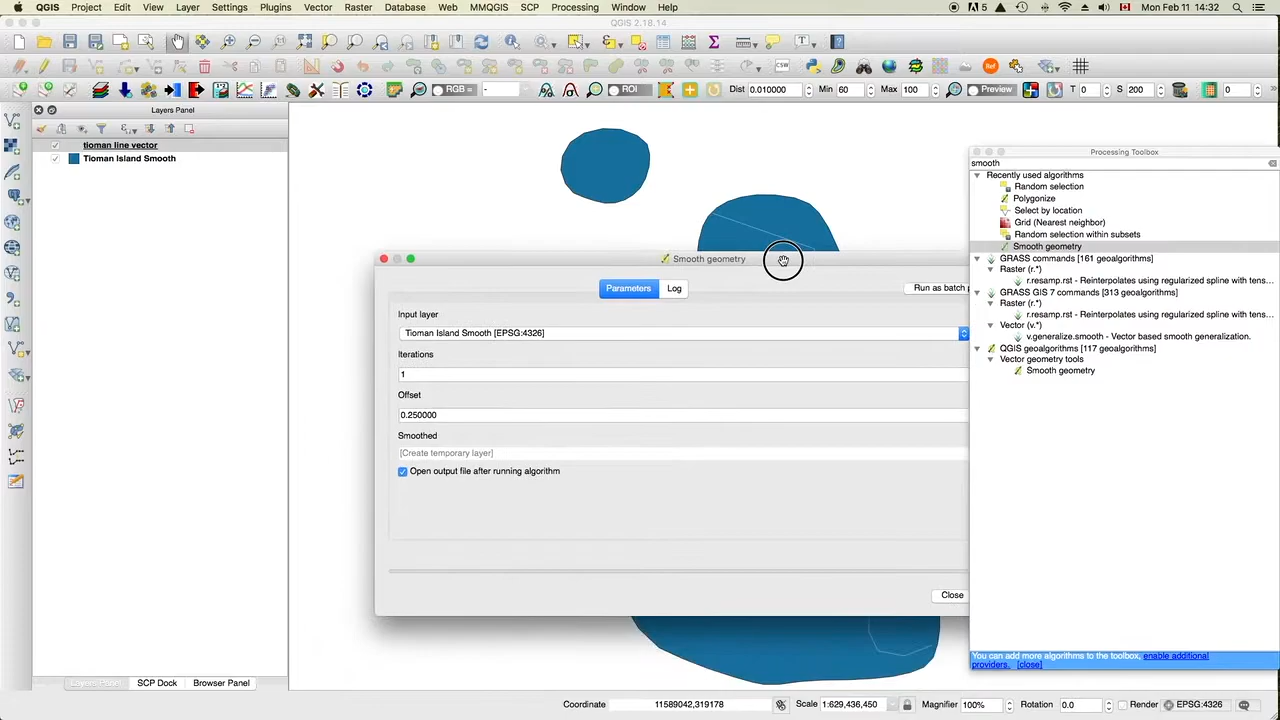 QGIS Project Edit View Layer Settings Plugins Vector Raster Database Web MMQGIS SCP Processing Window Help 5 Mon Feb 11 14:32
QGIS 2.18.14
CSW Ref
RGB = - ROI Dist 0.010000 Min 60 Max 100 Preview T 0 S 200 0
Layers Panel
tioman line vector
Tioman Island Smooth
Processing Toolbox
smooth
Recently used algorithms
Random selection
Polygonize
Select by location
Grid (Nearest neighbor)
Random selection within subsets
Smooth geometry
GRASS commands [161 geoalgorithms]
Raster (r.*)
r.resamp.rst - Reinterpolates using regularized spline with tens...
GRASS GIS 7 commands [313 geoalgorithms]
Raster (r.*)
r.resamp.rst - Reinterpolates using regularized spline with tens...
Vector (v.*)
v.generalize.smooth - Vector based smooth generalization.
QGIS geoalgorithms [117 geoalgorithms]
Vector geometry tools
Smooth geometry
You can add more algorithms to the toolbox, enable additional
providers. [close]
Smooth geometry
Parameters Log Run as batch p
Input layer
Tioman Island Smooth [EPSG:4326]
Iterations
1
Offset
0.250000
Smoothed
[Create temporary layer]
Open output file after running algorithm
Close
Layers Panel SCP Dock Browser Panel
Coordinate 11589042,319178 Scale 1:629,436,450 Magnifier 100% Rotation 0.0 Render EPSG:4326